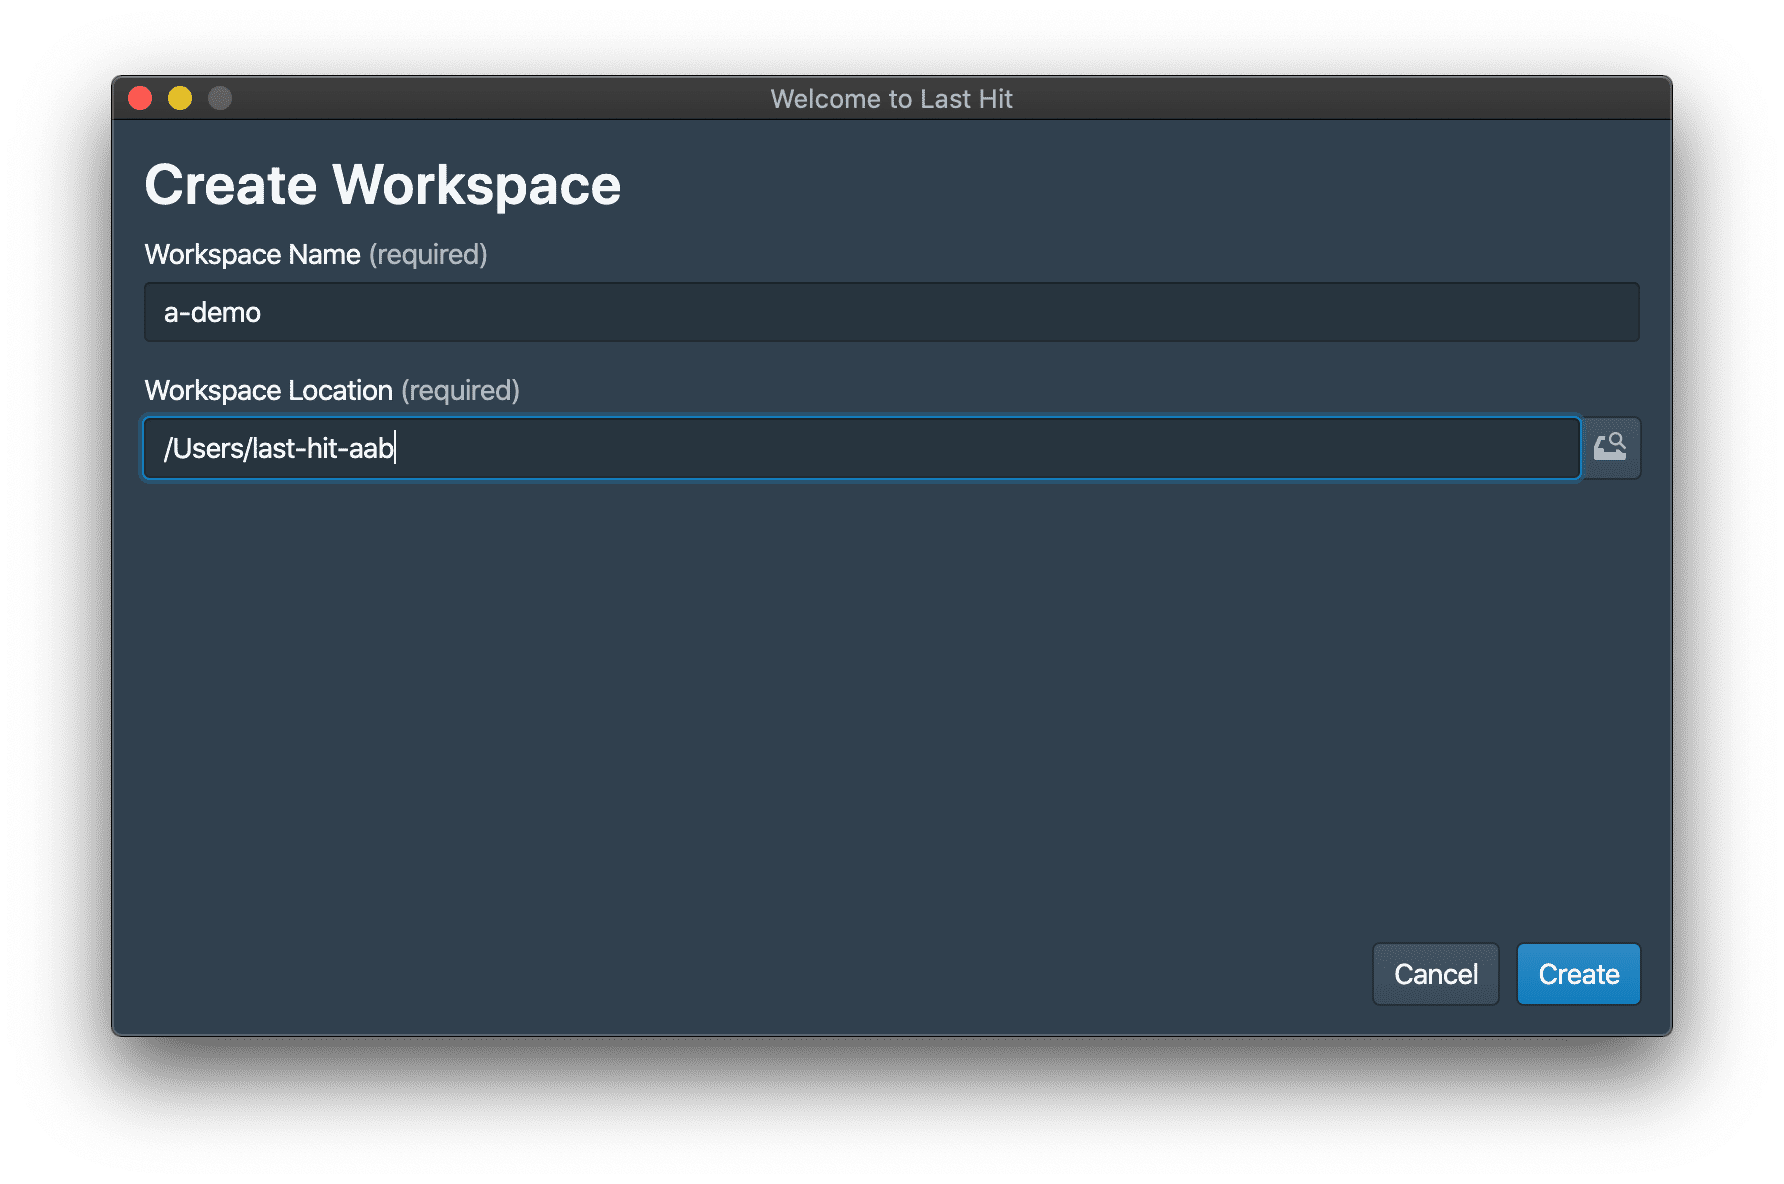 Welcome to Last Hit
Create Workspace
Workspace Name (required)
a-demo
Workspace Location (required)
/Users/last-hit-aab
Cancel Create